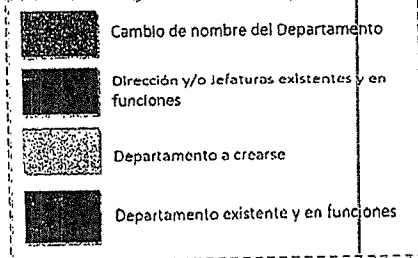 Cambio de nombre del Departamento
Dirección y/o Jefaturas existentes y en
funciones
Departamento a crearse
Departamento existente y en funciones